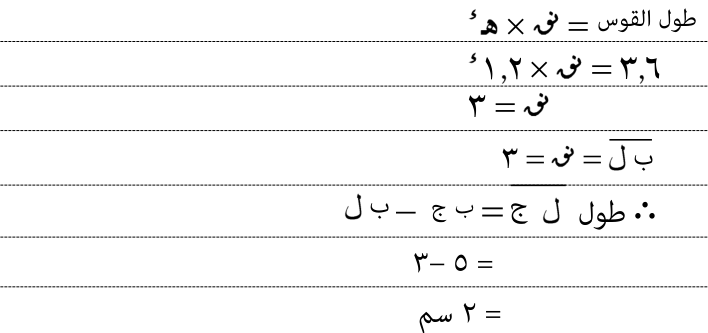 طول القوس = نق × هـ ء
٣,٦ = نق × ١,٢ ء
نق = ٣
ب ل = نق = ٣
∴ طول ل ج = ب ج – ب ل
= ٥ – ٣
= ٢ سم